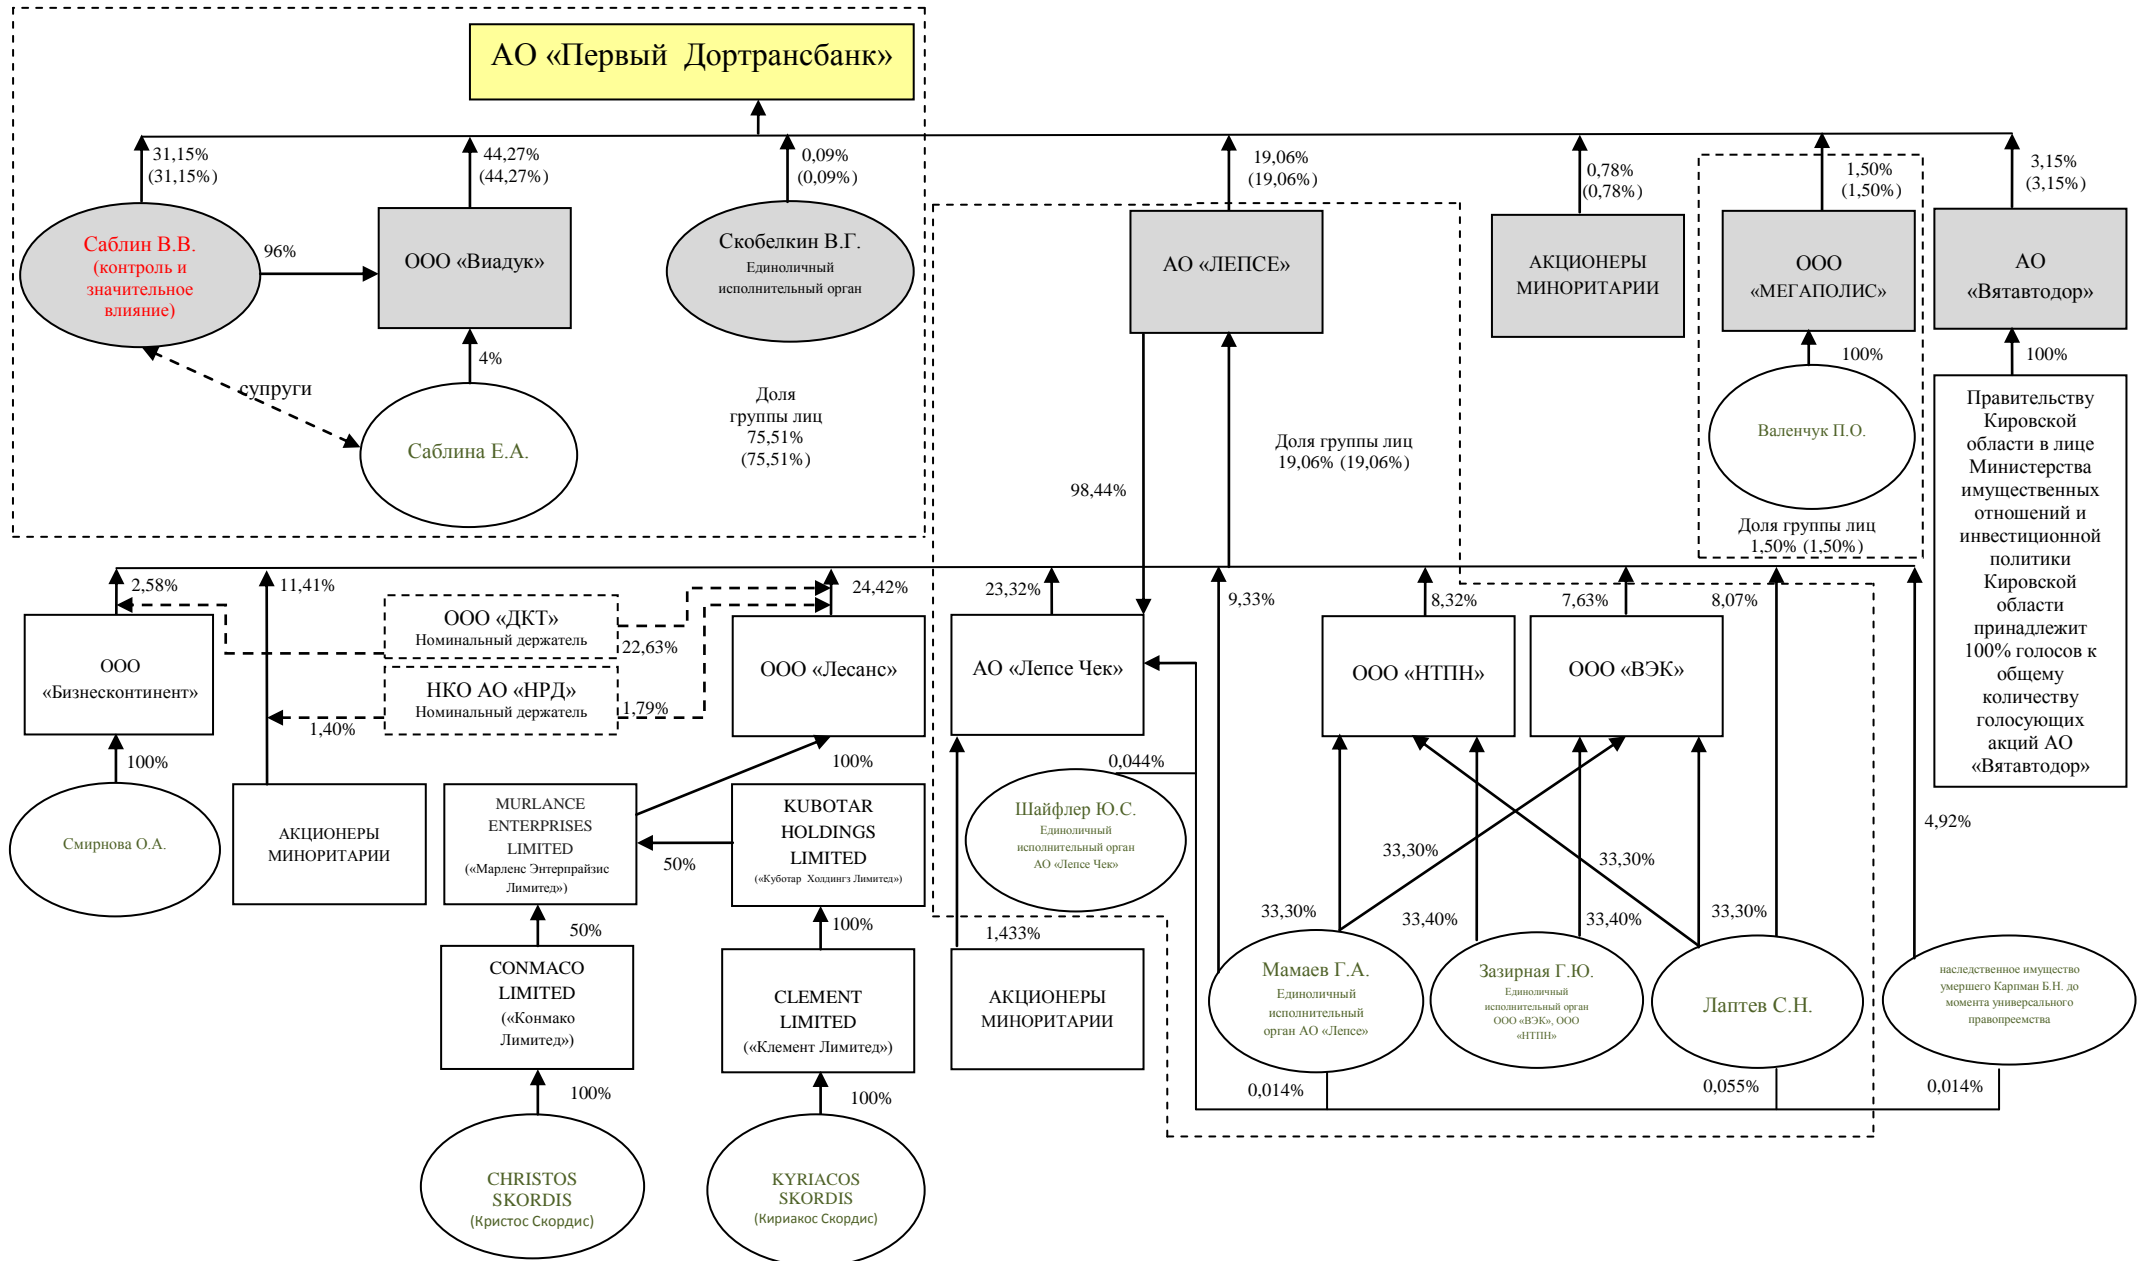 АО «Первый Дортрансбанк»
31,15%
(31,15%)
44,27%
(44,27%)
0,09%
(0,09%)
19,06%
(19,06%)
0,78%
(0,78%)
1,50%
(1,50%)
3,15%
(3,15%)
Саблин В.В.
(контроль и
значительное
влияние)
96%
ООО «Виадук»
Скобелкин В.Г.
Единоличный
исполнительный орган
АО «ЛЕПСЕ»
АКЦИОНЕРЫ
МИНОРИТАРИИ
ООО
«МЕГАПОЛИС»
АО
«Вятавтодор»
4%
супруги
Саблина Е.А.
Доля
группы лиц
75,51%
(75,51%)
98,44%
Доля группы лиц
19,06% (19,06%)
100%
Валенчук П.О.
Доля группы лиц
1,50% (1,50%)
100%
Правительству
Кировской
области в лице
Министерства
имущественных
отношений и
инвестиционной
политики
Кировской
области
принадлежит
100% голосов к
общему
количеству
голосующих
акций АО
«Вятавтодор»
2,58%
11,41%
24,42%
23,32%
9,33%
8,32%
7,63%
8,07%
ООО «ДКТ»
Номинальный держатель
22,63%
НКО АО «НРД»
Номинальный держатель
1,79%
1,40%
ООО
«Бизнесконтинент»
ООО «Лесанс»
АО «Лепсе Чек»
ООО «НТПН»
ООО «ВЭК»
100%
100%
0,044%
Смирнова О.А.
АКЦИОНЕРЫ
МИНОРИТАРИИ
MURLANCE
ENTERPRISES
LIMITED
(«Марленс Энтерпрайзис
Лимитед»)
50%
KUBOTAR
HOLDINGS
LIMITED
(«Куботар Холдингз Лимитед»)
Шайфлер Ю.С.
Единоличный
исполнительный орган
АО «Лепсе Чек»
33,30%
33,30%
4,92%
50%
100%
1,433%
33,30%
33,40%
33,40%
33,30%
CONMACO
LIMITED
(«Конмако
Лимитед»)
CLEMENT
LIMITED
(«Клемент Лимитед»)
АКЦИОНЕРЫ
МИНОРИТАРИИ
Мамаев Г.А.
Единоличный
исполнительный
орган АО «Лепсе»
Зазирная Г.Ю.
Единоличный
исполнительный орган
ООО «ВЭК», ООО
«НТПН»
Лаптев С.Н.
наследственное имущество
умершего Карпман Б.Н. до
момента универсального
правопреемства
100%
100%
0,014%
0,055%
0,014%
CHRISTOS
SKORDIS
(Кристос Скордис)
KYRIACOS
SKORDIS
(Кириакос Скордис)